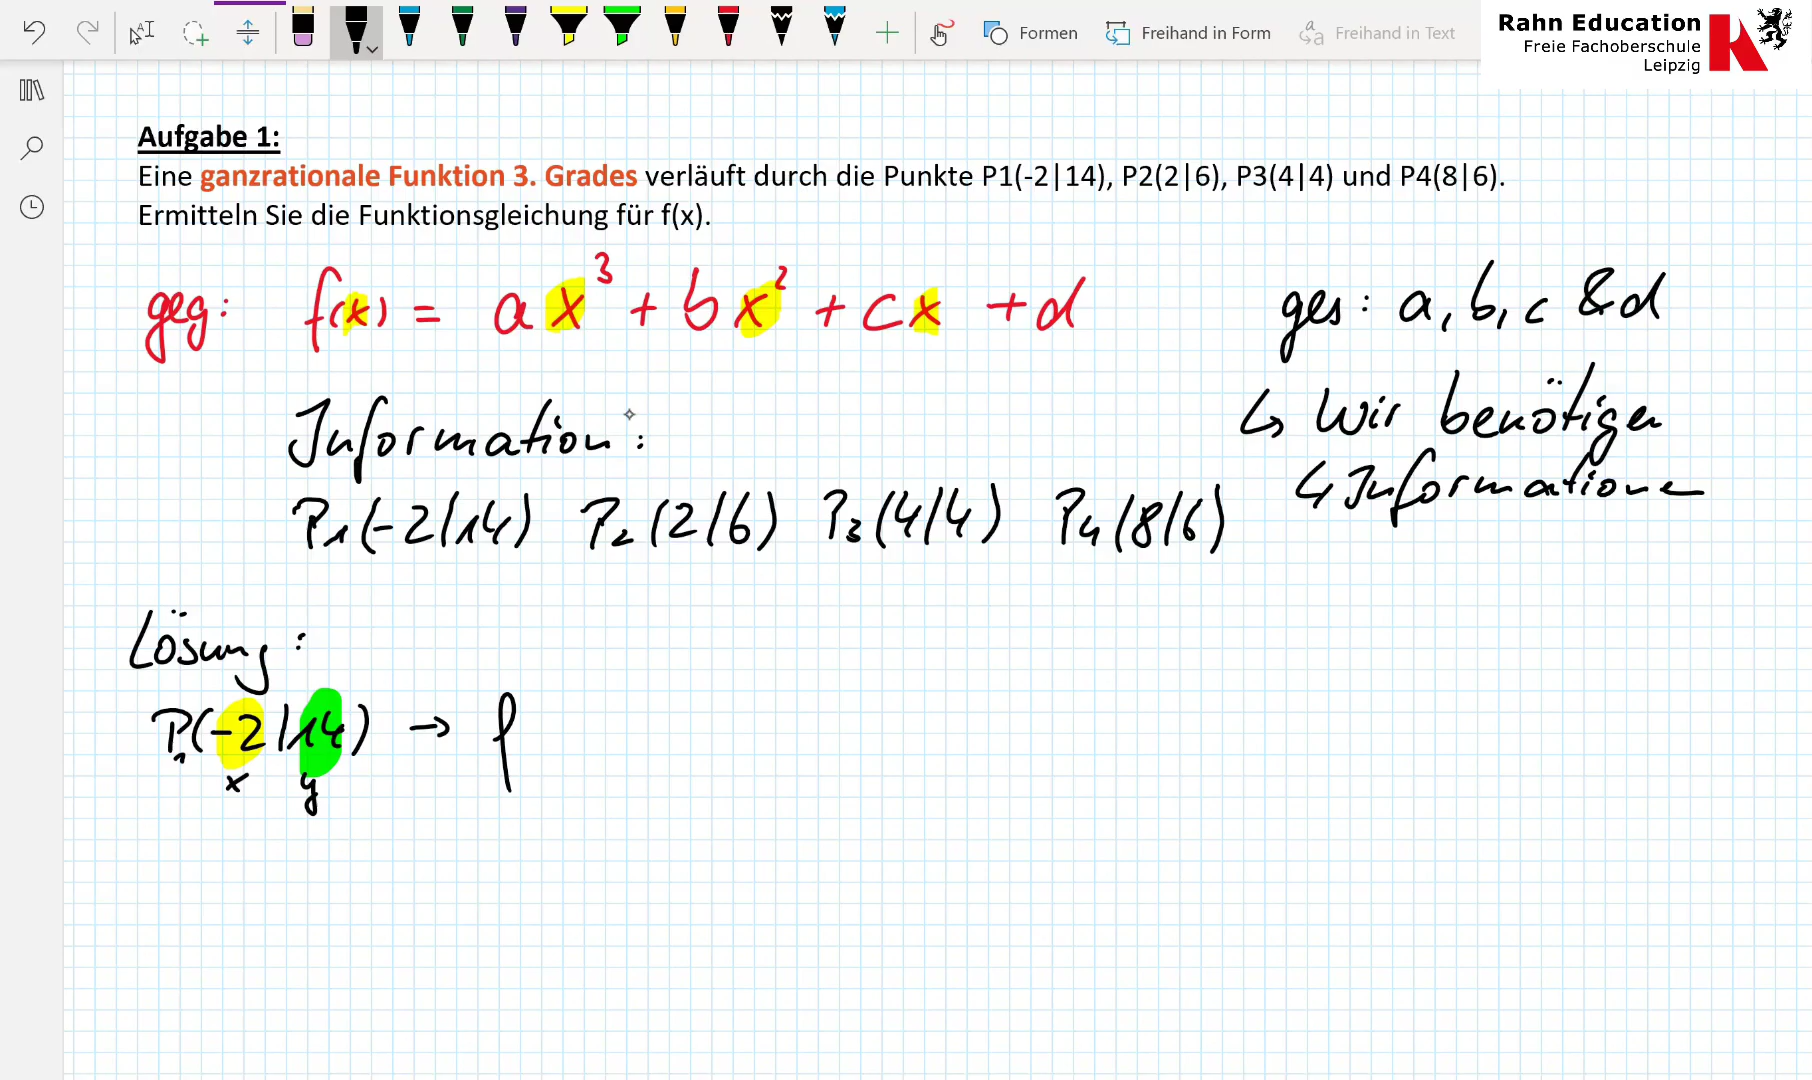 Formen
Freihand in Form
Freihand in Text
Rahn Education
Freie Fachoberschule
Leipzig
Aufgabe 1:
Eine ganzrationale Funktion 3. Grades verläuft durch die Punkte P1(-2|14), P2(2|6), P3(4|4) und P4(8|6).
Ermitteln Sie die Funktionsgleichung für f(x).
geg: f(x) = ax³ + bx² + cx + d
ges: a, b, c & d
↳ Wir benötigen
4 Informationen
Information:
P₁(-2|14) P₂(2|6) P₃(4|4) P₄(8|6)
Lösung:
P₁(-2|14) → f
x y